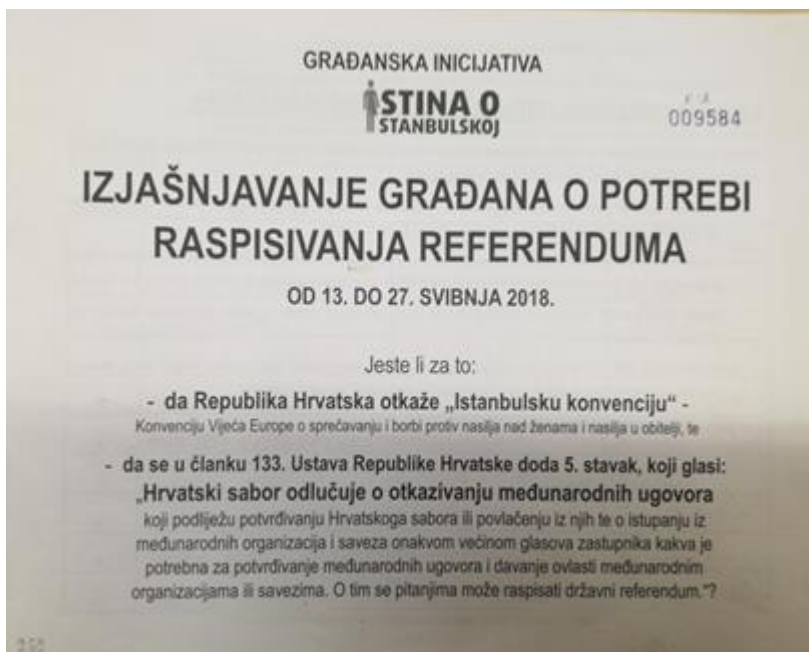 GRAĐANSKA INICIJATIVA
ISTINA O
ISTANBULSKOJ
009584
IZJAŠNJAVANJE GRAĐANA O POTREBI
RASPISIVANJA REFERENDUMA
OD 13. DO 27. SVIBNJA 2018.
Jeste li za to:
- da Republika Hrvatska otkaže „Istanbulsku konvenciju“ -
Konvenciju Vijeća Europe o sprečavanju i borbi protiv nasilja nad ženama i nasilja u obitelji, te
- da se u članku 133. Ustava Republike Hrvatske doda 5. stavak, koji glasi:
„Hrvatski sabor odlučuje o otkazivanju međunarodnih ugovora
koji podliježu potvrđivanju Hrvatskoga sabora ili povlačenju iz njih te o istupanju iz
međunarodnih organizacija i saveza onakvom većinom glasova zastupnika kakva je
potrebna za potvrđivanje međunarodnih ugovora i davanje ovlasti međunarodnim
organizacijama ili savezima. O tim se pitanjima može raspisati državni referendum.“?